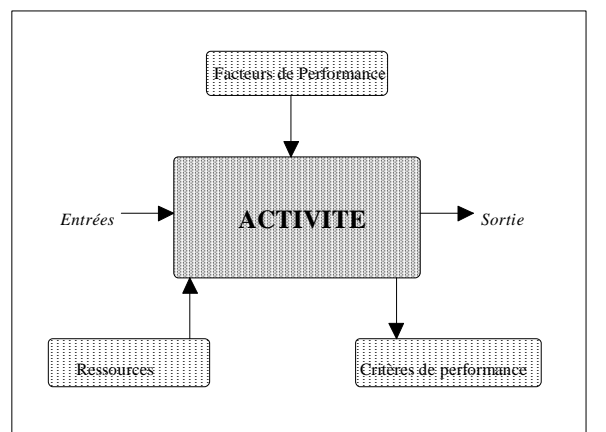 Facteurs de Performance
Entrées
ACTIVITE
Sortie
Ressources
Critères de performance